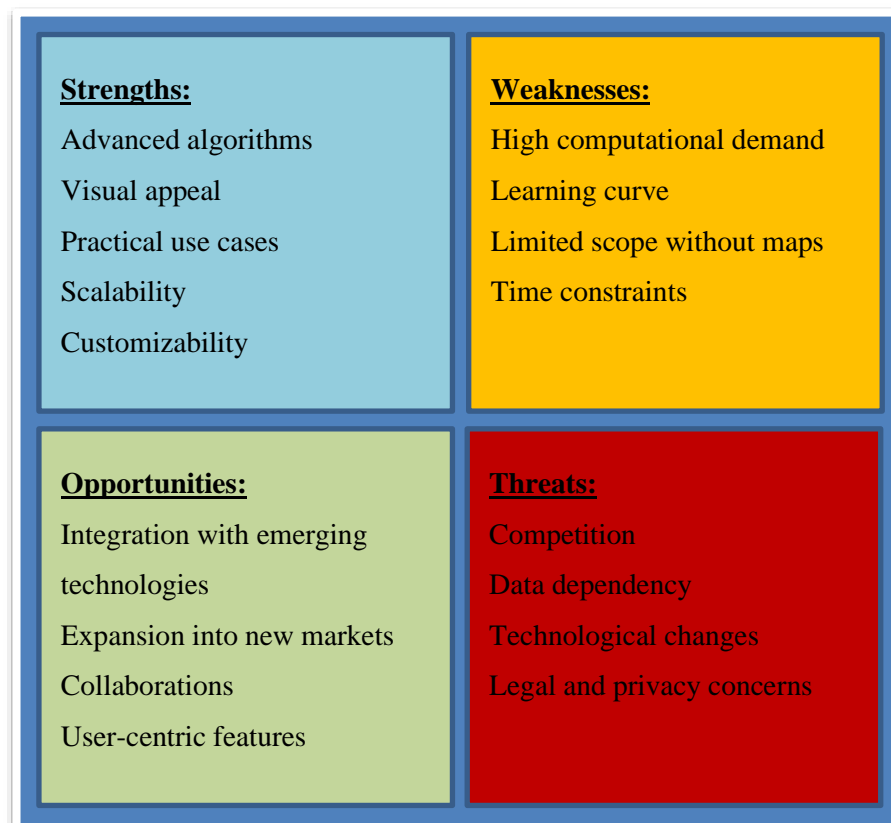 Strengths:
Advanced algorithms
Visual appeal
Practical use cases
Scalability
Customizability
Weaknesses:
High computational demand
Learning curve
Limited scope without maps
Time constraints
Opportunities:
Integration with emerging
technologies
Expansion into new markets
Collaborations
User-centric features
Threats:
Competition
Data dependency
Technological changes
Legal and privacy concerns